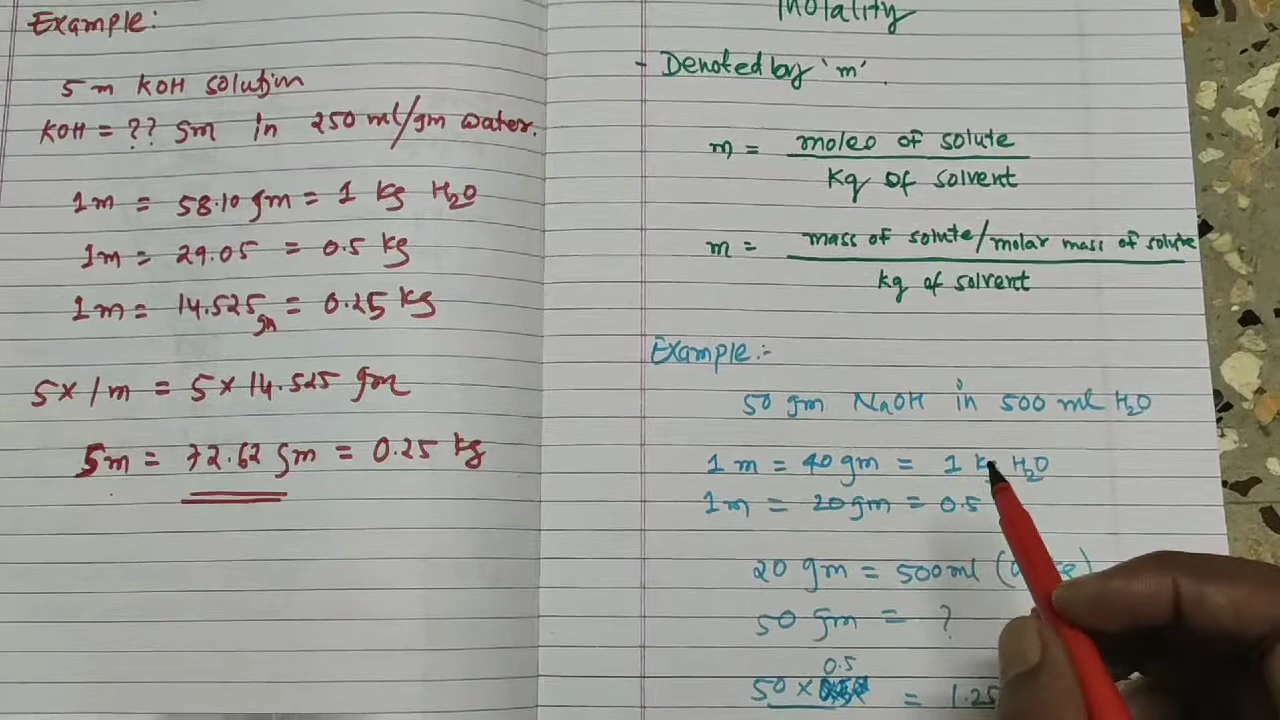 Example:
5 m KOH solution
KOH = ?? gm in 250 ml/gm water.
1m = 58.10 gm = 1 kg H2O
1m = 29.05 = 0.5 kg
1m = 14.525 gm = 0.25 kg
5 x 1m = 5 x 14.525 gm
5m = 72.62 gm = 0.25 kg
Molality
- Denoted by 'm'.
m = moles of solute
Kg of solvent
m = mass of solute/molar mass of solute
kg of solvent
Example :-
50 gm NaOH in 500 ml H2O
1 m = 40 gm = 1 kg H2O
1m = 20gm = 0.5
20 gm = 500 ml
50 gm = ?
0.5
50 x = 1.25